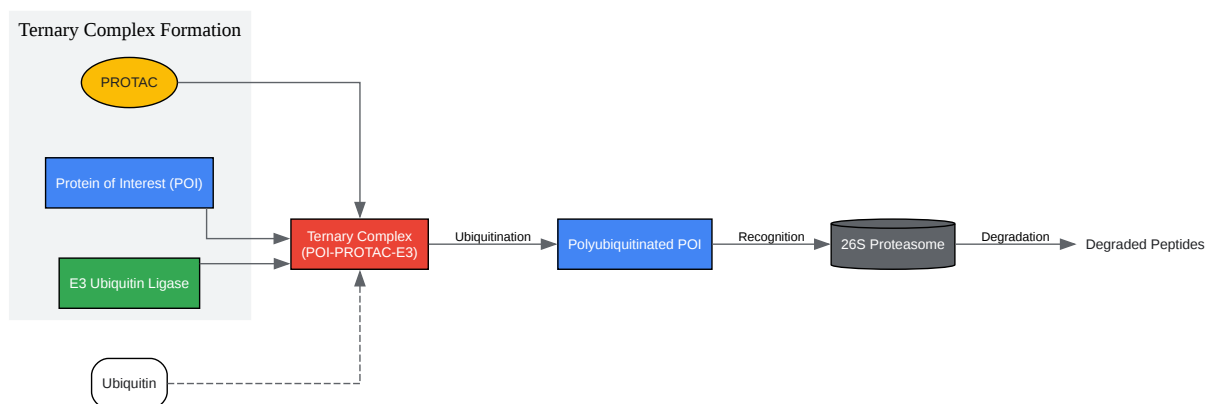 Ternary Complex Formation
PROTAC
Protein of Interest (POI)
E3 Ubiquitin Ligase
Ubiquitin
Ternary Complex
(POI-PROTAC-E3)
Ubiquitination
Polyubiquitinated POI
Recognition
26S Proteasome
Degradation
Degraded Peptides